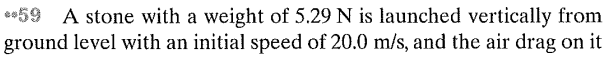 ••59 A stone with a weight of 5.29 N is launched vertically from
ground level with an initial speed of 20.0 m/s, and the air drag on it